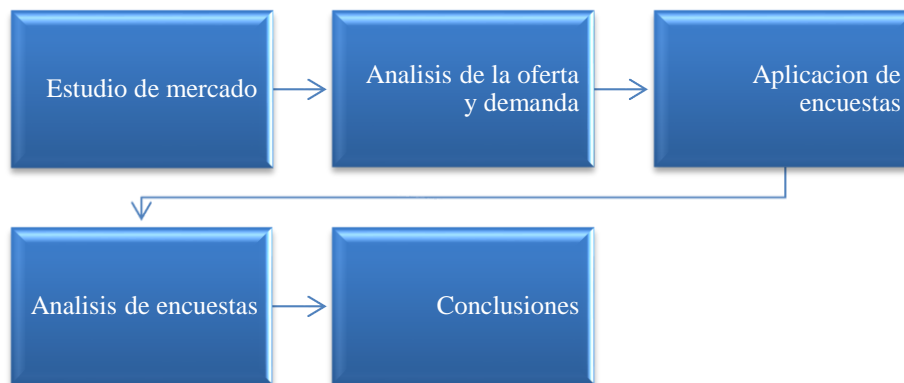 Estudio de mercado
Analisis de la oferta
y demanda
Aplicacion de
encuestas
Analisis de encuestas
Conclusiones